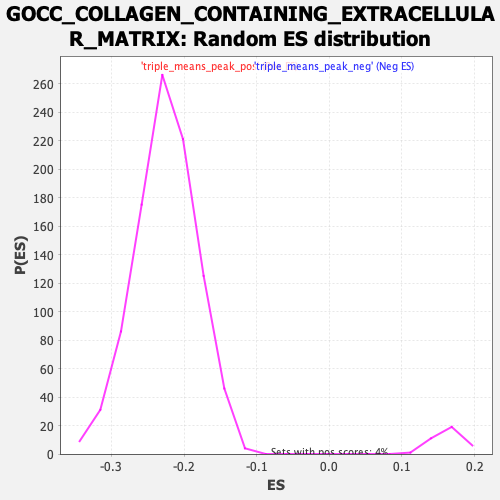 GOCC_COLLAGEN_CONTAINING_EXTRACELLULA
R_MATRIX: Random ES distribution
'triple_means_peak_po 'triple_means_peak_neg' (Neg ES)
260
240
220
200
180
160
140
120
100
80
60
40
20
0
P(ES)
Sets with pos scores: 4%
-0.3 -0.2 -0.1 0.0 0.1 0.2
ES